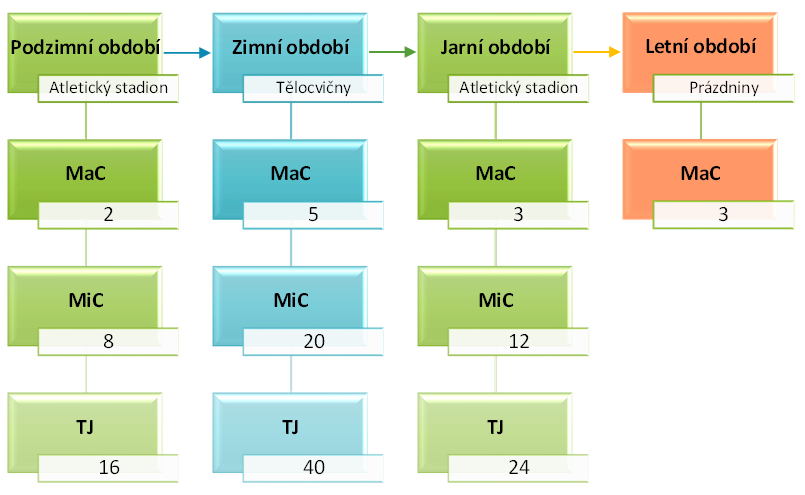 Podzimní období
Atletický stadion
MaC
2
MiC
8
TJ
16
Zimní období
Tělocvičny
MaC
5
MiC
20
TJ
40
Jarní období
Atletický stadion
MaC
3
MiC
12
TJ
24
Letní období
Prázdniny
MaC
3